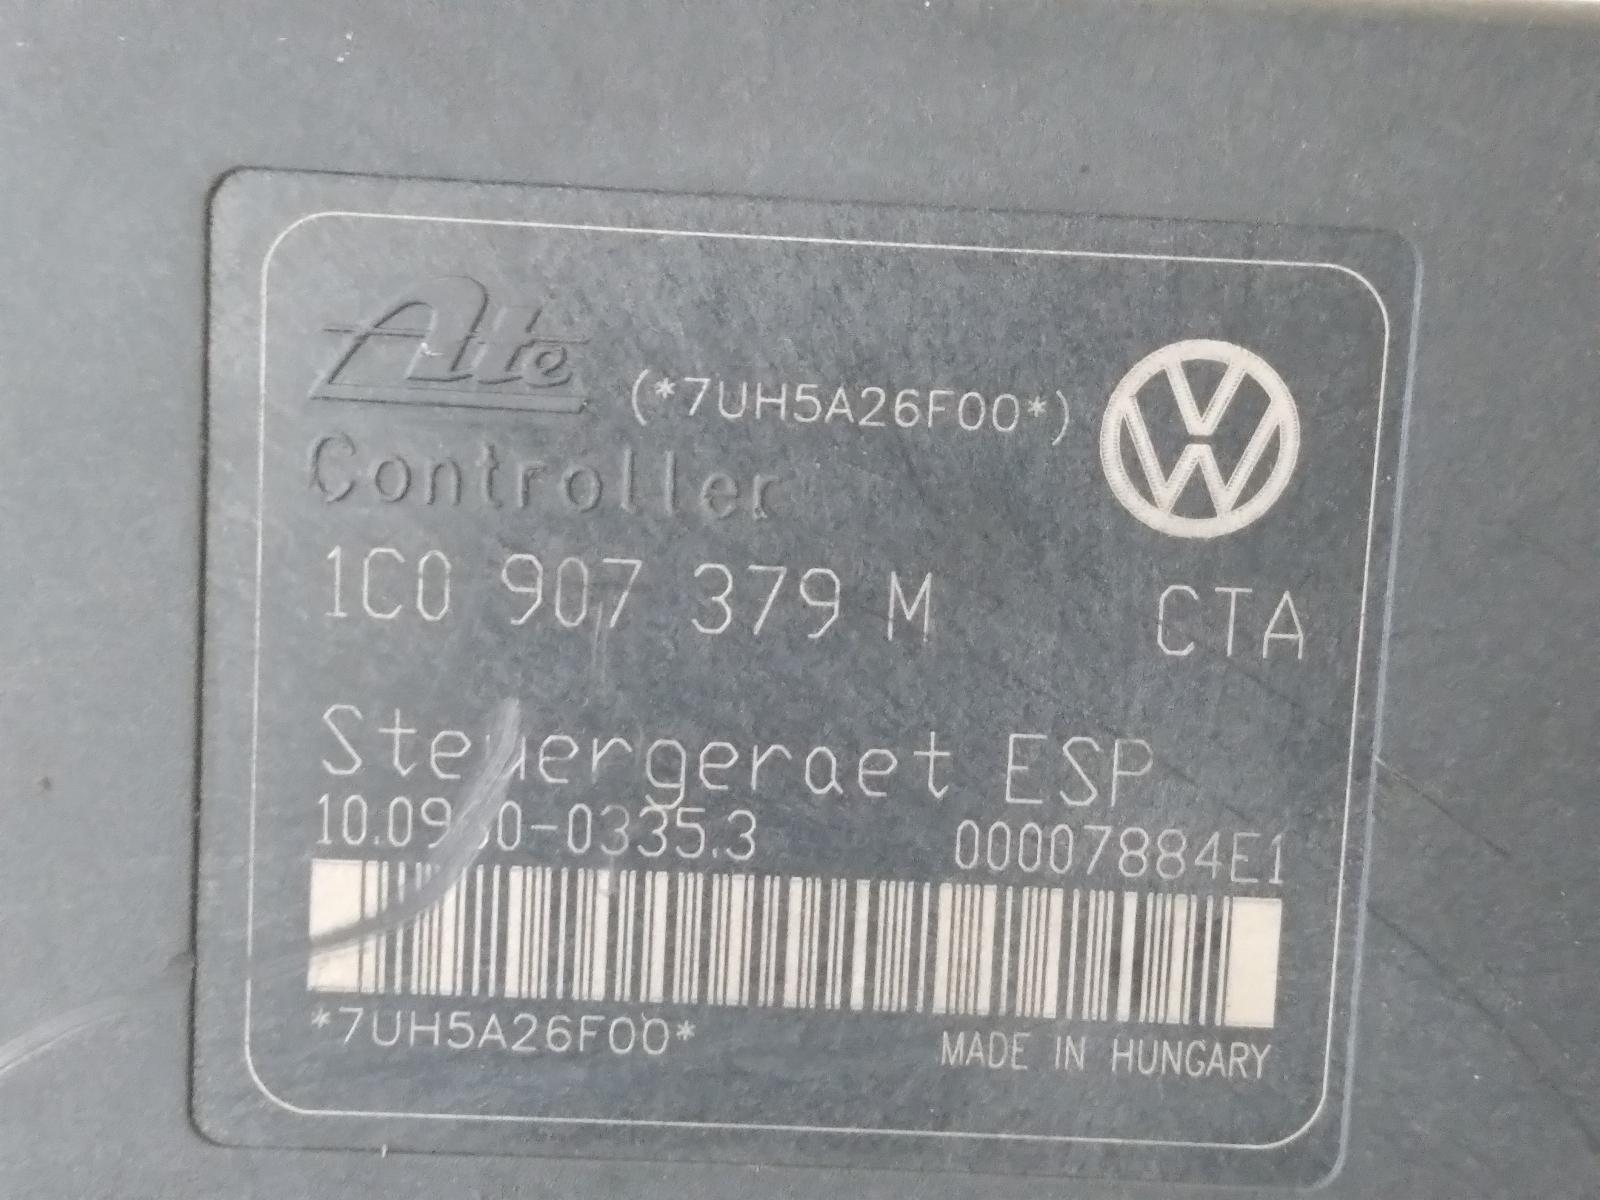 Ate (*7UH5A26F00*)
Controller
1C0 907 379 M CTA
Steuergeraet ESP
00007884E1
*7UH5A26F00* MADE IN HUNGARY